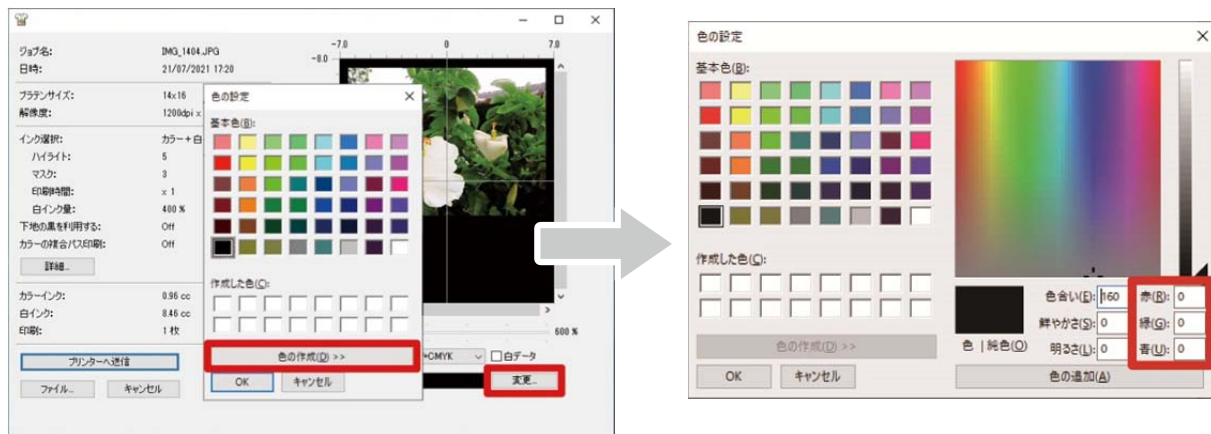 ジョブ名: IMG_1404.JPG
日時: 21/07/2021 17:20
プラテンサイズ: 14x16
解像度: 1200dpi x
インク選択: カラー+白
ハイライト: 5
マスク: 3
印刷時間: x 1
白インク量: 400 %
下地の黒を利用する: Off
カラーの複合パス印刷: Off
詳細...
カラーインク: 0.96 cc
白インク: 8.46 cc
印刷: 1 枚
プリンターへ送信
ファイル... キャンセル
-7.0 0 7.0
-8.0
600 %
+CMYK 白データ
変更...
色の設定
基本色(B):
作成した色(C):
色の作成(D) >>
OK キャンセル
色の設定
基本色(B):
作成した色(C):
色の作成(D) >>
OK キャンセル
色合い(E): 160 赤(R): 0
鮮やかさ(S): 0 緑(G): 0
色 | 純色(O) 明るさ(L): 0 青(U): 0
色の追加(A)